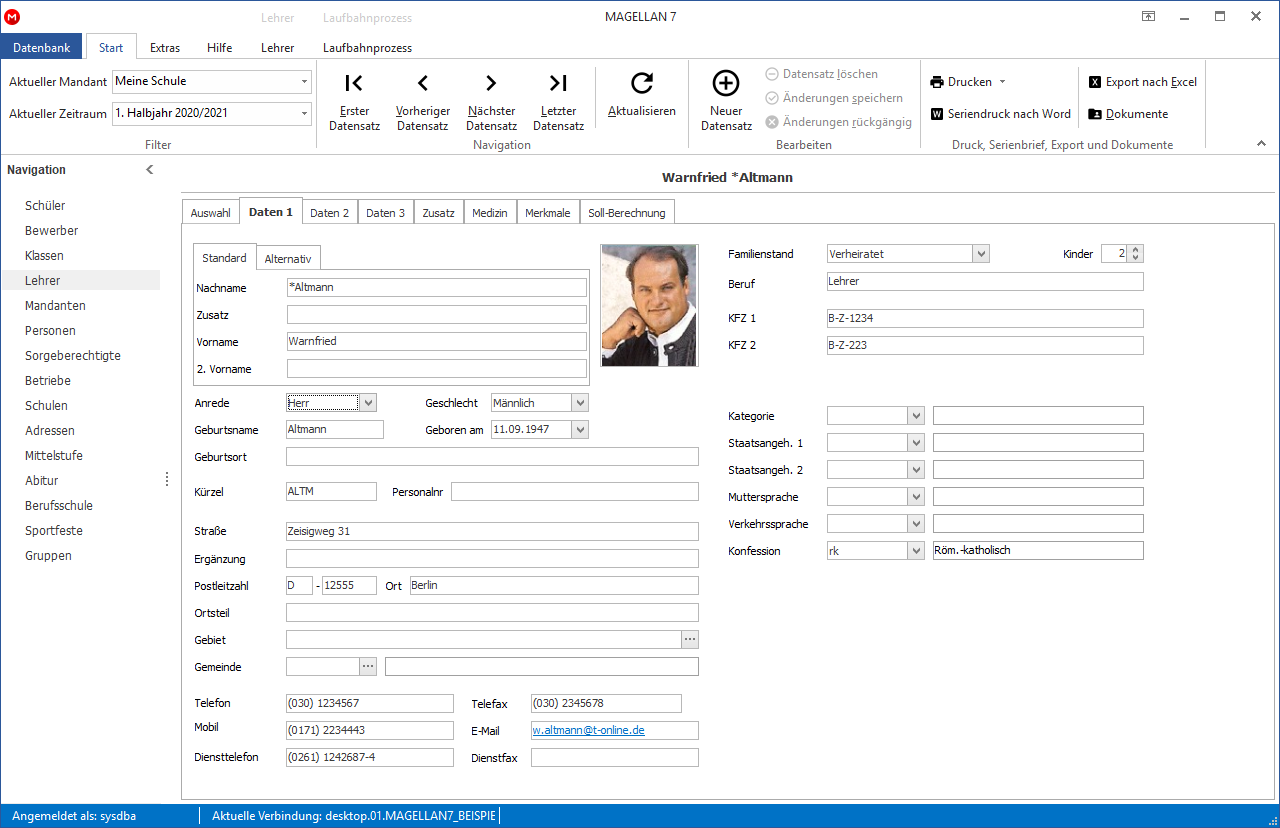 Lehrer Laufbahnprozess MAGELLAN 7
Datenbank Start Extras Hilfe Lehrer Laufbahnprozess
Aktueller Mandant Meine Schule
Aktueller Zeitraum 1. Halbjahr 2020/2021
Filter
Erster Datensatz
Vorheriger Datensatz
Nächster Datensatz
Letzter Datensatz
Aktualisieren
Navigation
Neuer Datensatz
Datensatz löschen
Änderungen speichern
Änderungen rückgängig
Bearbeiten
Drucken
Seriendruck nach Word
Export nach Excel
Dokumente
Druck, Serienbrief, Export und Dokumente
Navigation
Schüler
Bewerber
Klassen
Lehrer
Mandanten
Personen
Sorgeberechtigte
Betriebe
Schulen
Adressen
Mittelstufe
Abitur
Berufsschule
Sportfeste
Gruppen
Warnfried *Altmann
Auswahl Daten 1 Daten 2 Daten 3 Zusatz Medizin Merkmale Soll-Berechnung
Standard Alternativ
Nachname *Altmann
Zusatz
Vorname Warnfried
2. Vorname
Anrede Herr Geschlecht Männlich
Geburtsname Altmann Geboren am 11.09.1947
Geburtsort
Kürzel ALTM Personalnr
Straße Zeisigweg 31
Ergänzung
Postleitzahl D - 12555 Ort Berlin
Ortsteil
Gebiet
Gemeinde
Telefon (030) 1234567 Telefax (030) 2345678
Mobil (0171) 2234443 E-Mail w.altmann@t-online.de
Diensttelefon (0261) 1242687-4 Dienstfax
Familienstand Verheiratet Kinder 2
Beruf Lehrer
KFZ 1 B-Z-1234
KFZ 2 B-Z-223
Kategorie
Staatsangeh. 1
Staatsangeh. 2
Muttersprache
Verkehrssprache
Konfession rk Röm.-katholisch
Angemeldet als: sysdba Aktuelle Verbindung: desktop.01.MAGELLAN7_BEISPIE